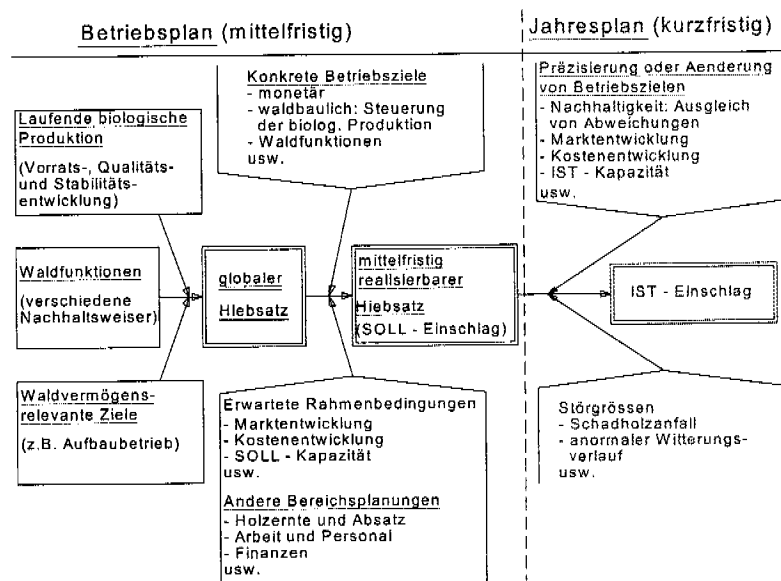 Betriebsplan (mittelfristig)
Jahresplan (kurzfristig)
Laufende biologische
Produktion
(Vorrats-, Qualitäts-
und Stabilitäts-
entwicklung)
Waldfunktionen
(verschiedene
Nachhaltsweiser)
Waldvermögens-
relevante Ziele
(z.B. Aufbaubetrieb)
globaler
Hiebsatz
Konkrete Betriebsziele
- monetär
- waldbaulich: Steuerung
der biolog. Produktion
- Waldfunktionen
usw.
mittelfristig
realisierbarer
Hiebsatz
(SOLL - Einschlag)
Erwartete Rahmenbedingungen
- Marktentwicklung
- Kostenentwicklung
- SOLL - Kapazität
usw.
Andere Bereichsplanungen
- Holzernte und Absatz
- Arbeit und Personal
- Finanzen
usw.
Präzisierung oder Aenderung
von Betriebszielen
- Nachhaltigkeit: Ausgleich
von Abweichungen
- Marktentwicklung
- Kostenentwicklung
- IST - Kapazität
usw.
IST - Einschlag
Störgrössen
- Schadholzanfall
- anormaler Witterungs-
verlauf
usw.